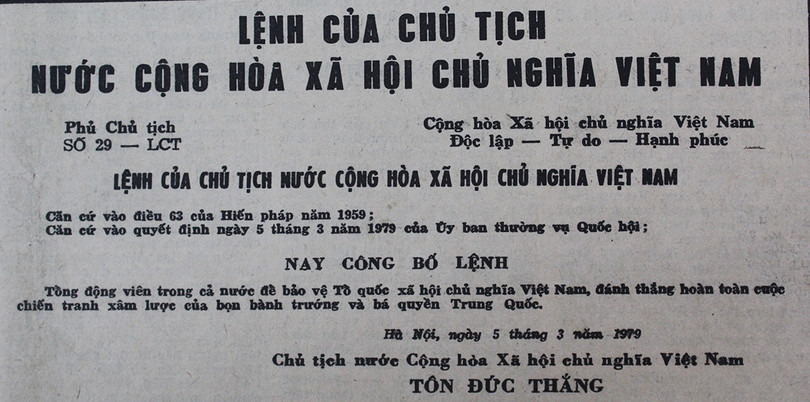 LỆNH CỦA CHỦ TỊCH
NƯỚC CỘNG HÒA XÃ HỘI CHỦ NGHĨA VIỆT NAM
Phủ Chủ tịch
SỐ 29 — LCT
Cộng hòa Xã hội chủ nghĩa Việt Nam
Độc lập — Tự do — Hạnh phúc
LỆNH CỦA CHỦ TỊCH NƯỚC CỘNG HÒA XÃ HỘI CHỦ NGHĨA VIỆT NAM
Căn cứ vào điều 63 của Hiến pháp năm 1959;
Căn cứ vào quyết định ngày 5 tháng 3 năm 1979 của Ủy ban thường vụ Quốc hội;
NAY CÔNG BỐ LỆNH
Tổng động viên trong cả nước để bảo vệ Tổ quốc xã hội chủ nghĩa Việt Nam, đánh thắng hoàn toàn cuộc
chiến tranh xâm lược của bọn bành trướng và bá quyền Trung Quốc.
Hà Nội, ngày 5 tháng 3 năm 1979
Chủ tịch nước Cộng hòa Xã hội chủ nghĩa Việt Nam
TÔN ĐỨC THẮNG